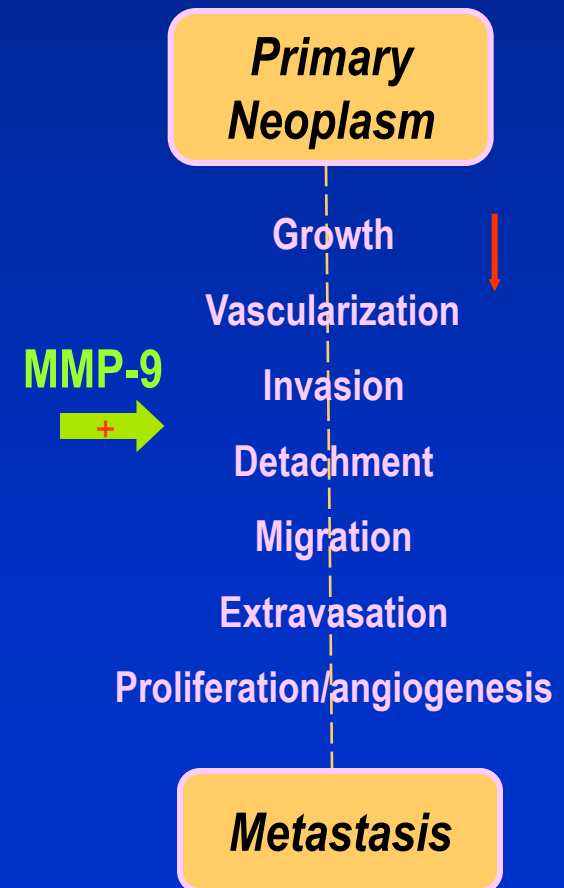 Primary
Neoplasm
Growth
Vascularization
MMP-9
+
Invasion
Detachment
Migration
Extravasation
Proliferation/angiogenesis
Metastasis